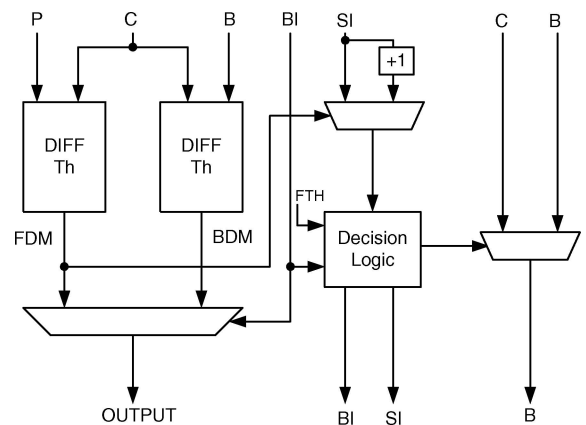 P C B BI SI C B
+1
DIFF
Th
DIFF
Th
FTH
FDM
BDM
Decision
Logic
OUTPUT BI SI B